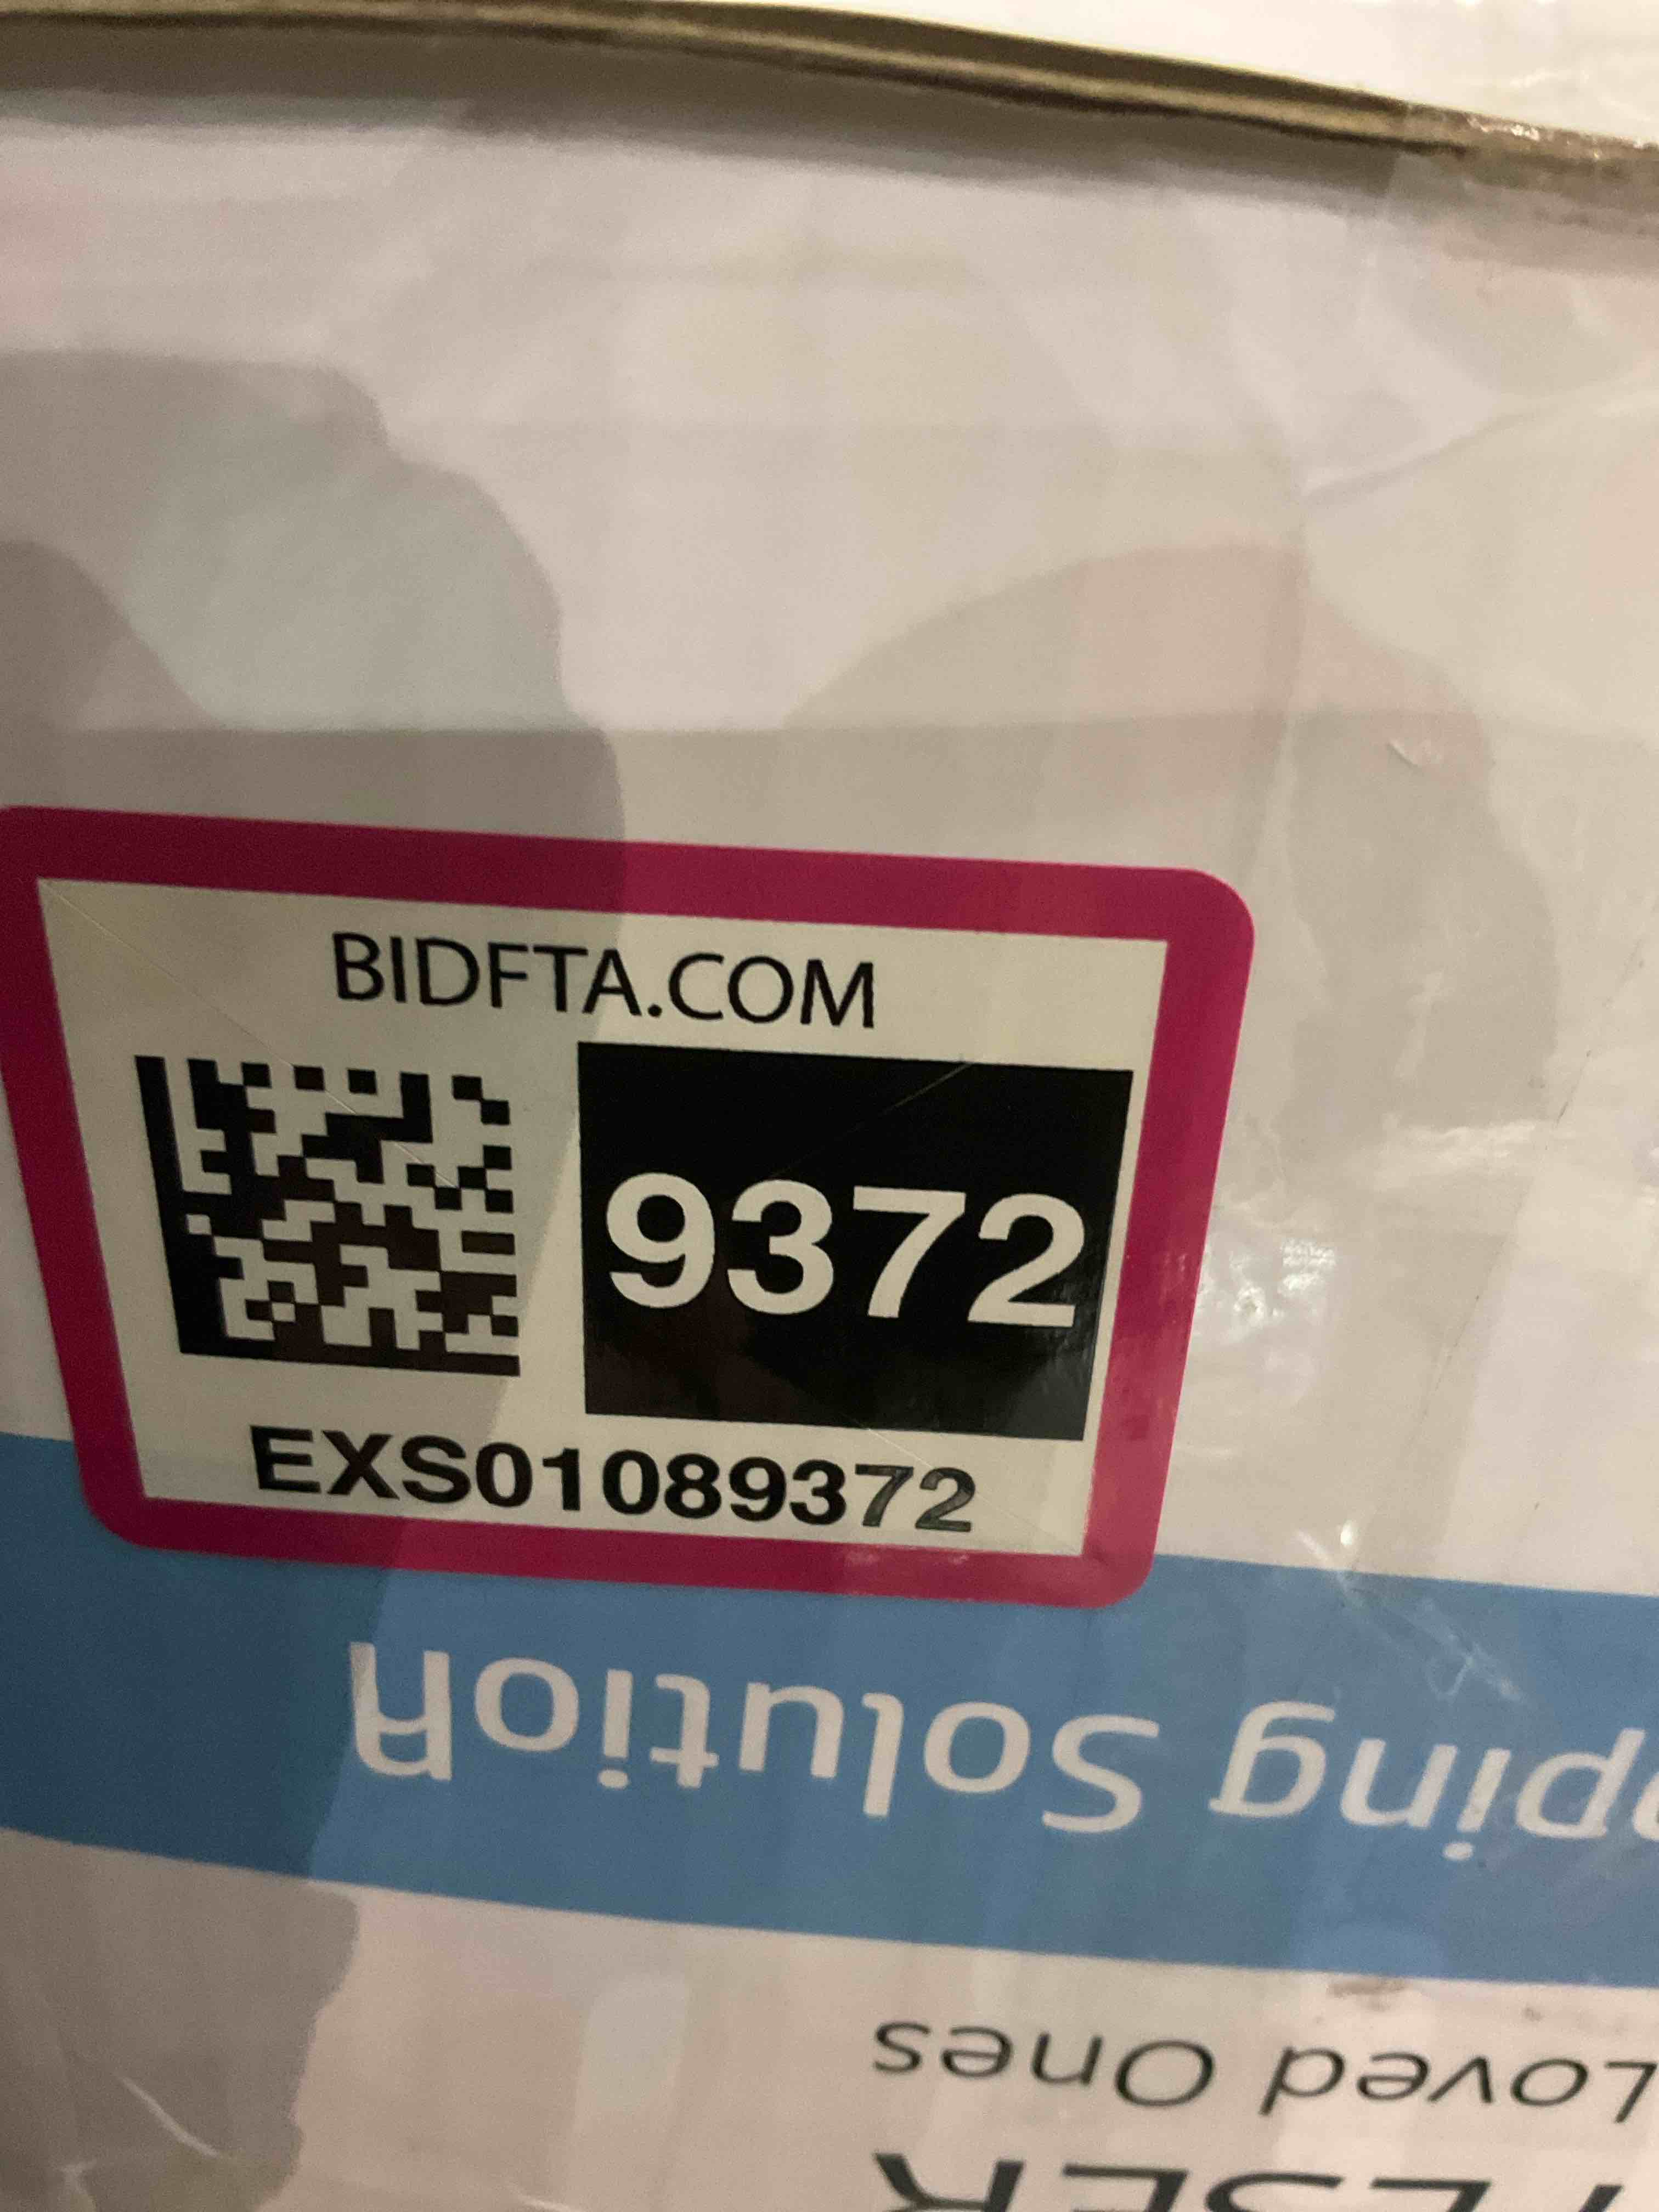 BIDFTA.COM
9372
EXS01089372
ping Solution
Loved Ones